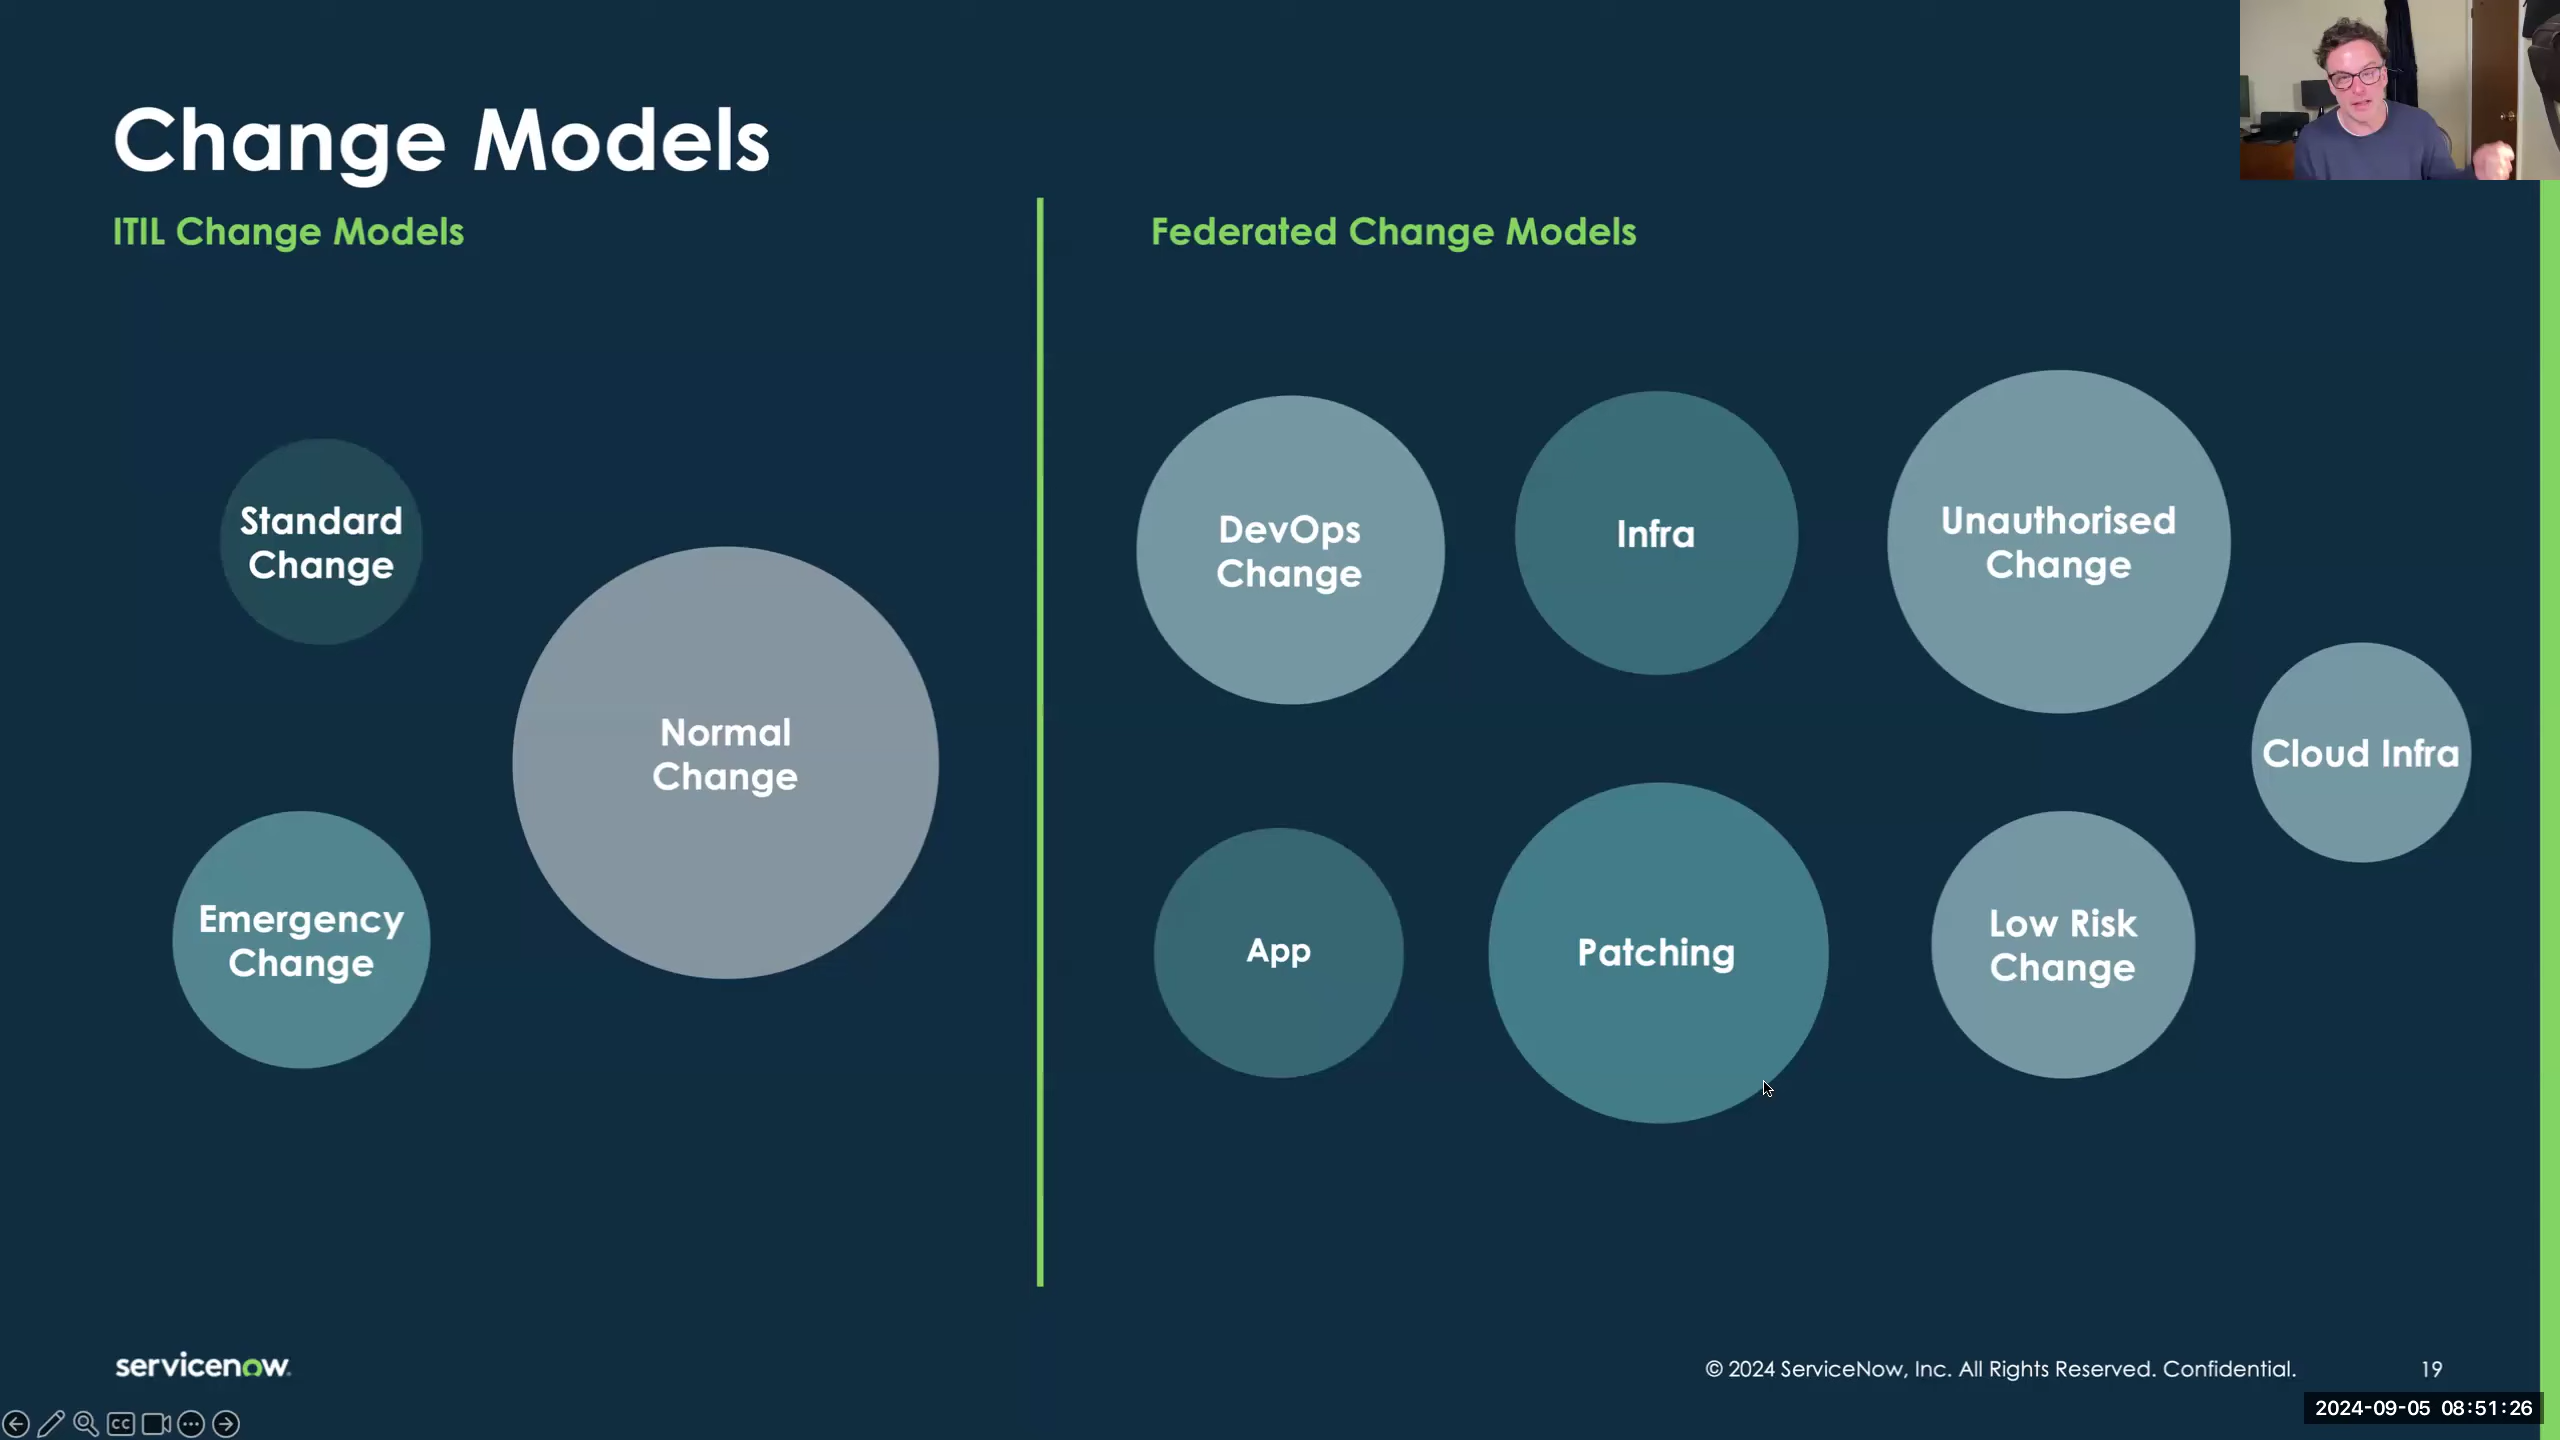 Change Models
ITIL Change Models
Standard
Change
Normal
Change
Emergency
Change
Federated Change Models
DevOps
Change
Infra
Unauthorised
Change
Cloud Infra
App
Patching
Low Risk
Change
servicenow.
© 2024 ServiceNow, Inc. All Rights Reserved. Confidential.
19
CC
2024-09-05 08:51:26